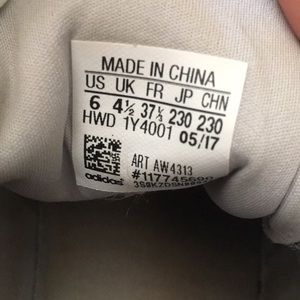 MADE IN CHINA
US UK FR JP CHN
6 4½ 37⅓ 230 230
HWD 1Y4001 05/17
ART AW4313
adidas